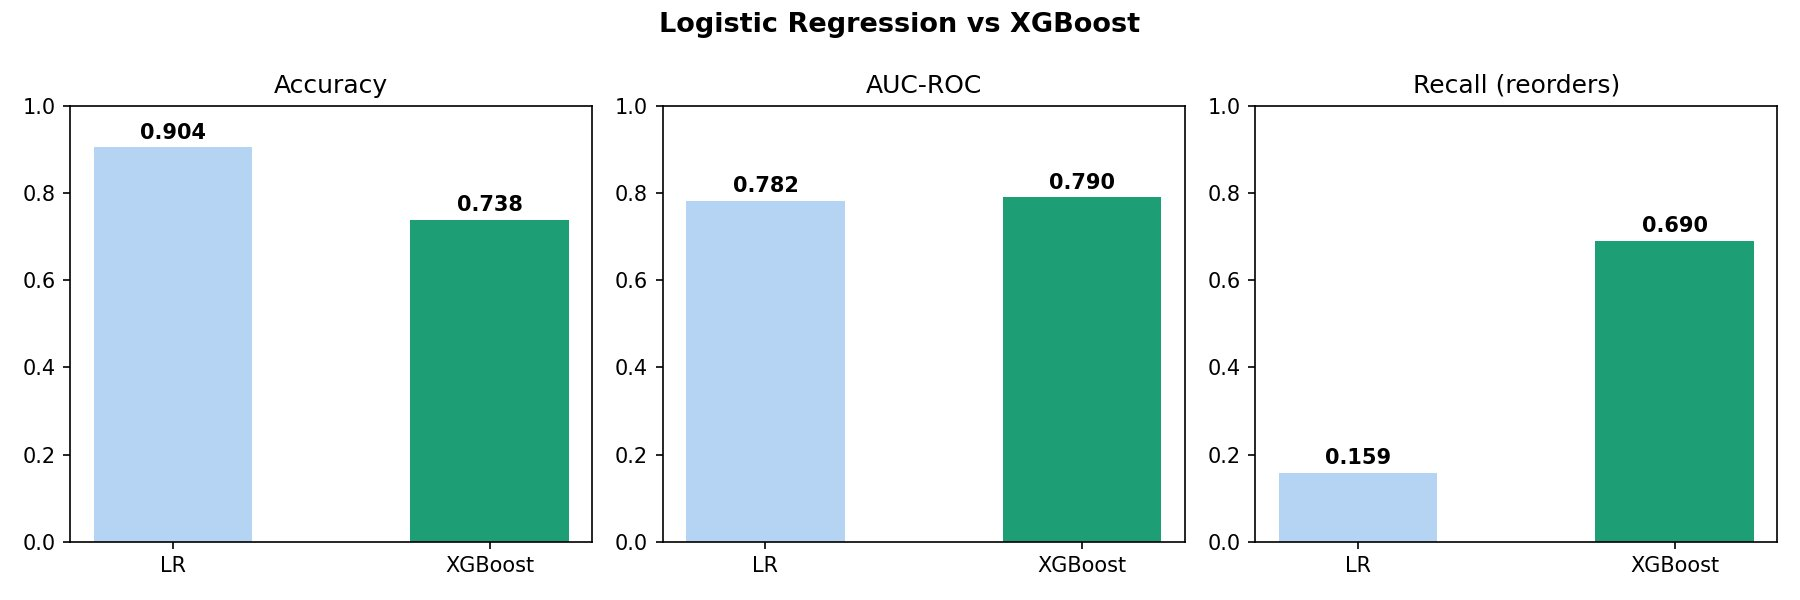 Logistic Regression vs XGBoost
Accuracy
1.0
0.8
0.6
0.4
0.2
0.0
0.904
0.738
LR
XGBoost
AUC-ROC
1.0
0.8
0.6
0.4
0.2
0.0
0.782
0.790
LR
XGBoost
Recall (reorders)
1.0
0.8
0.6
0.4
0.2
0.0
0.159
0.690
LR
XGBoost